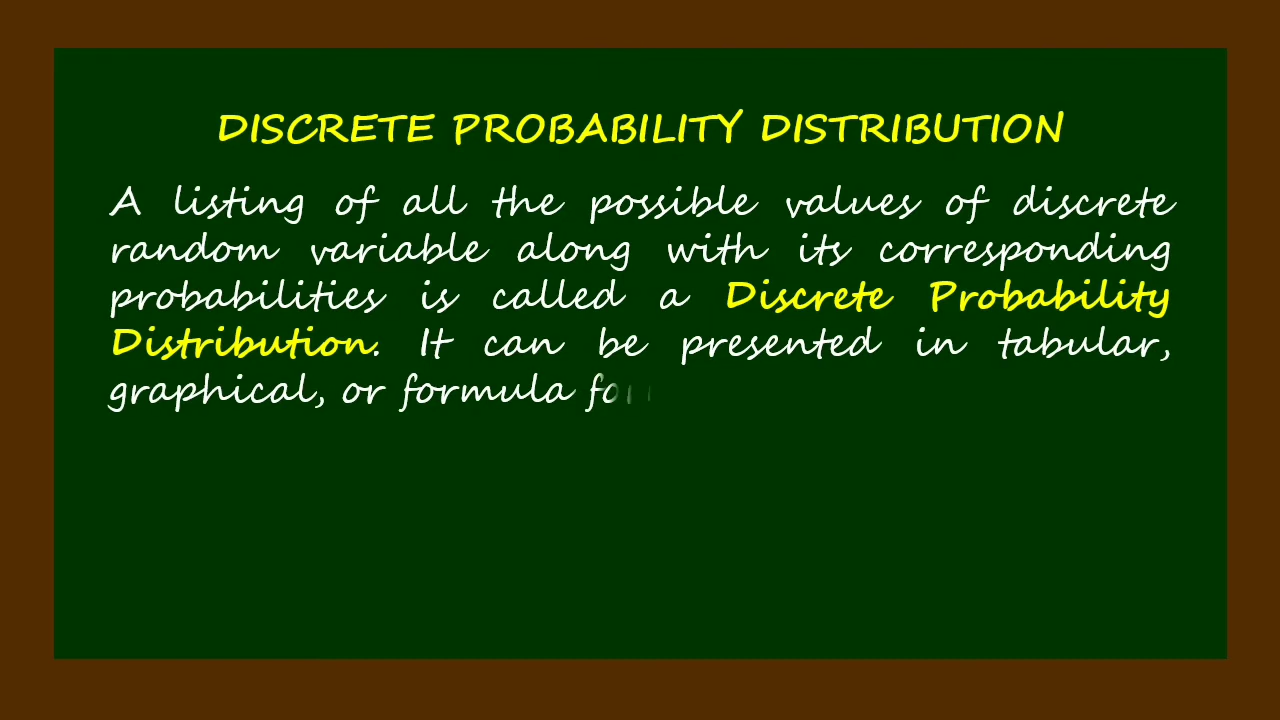 DISCRETE PROBABILITY DISTRIBUTION
A listing of all the possible values of discrete
random variable along with its corresponding
probabilities is called a Discrete Probability
Distribution. It can be presented in tabular,
graphical, or formula